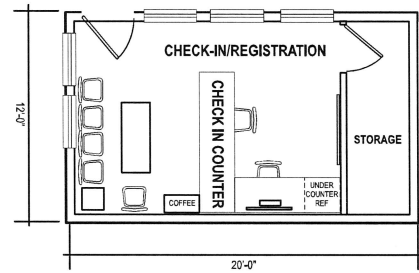 CHECK-IN/REGISTRATION
12'-0"
CHECK IN COUNTER
STORAGE
COFFEE
UNDER
COUNTER
REF
20'-0"